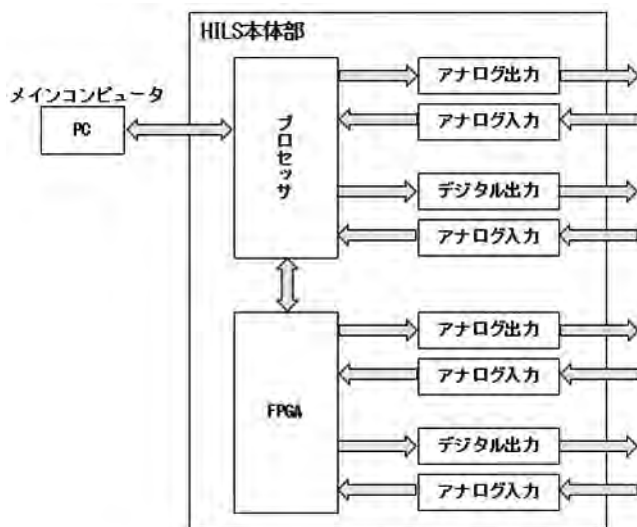 HILS本体部
メインコンピュータ
PC
プロセッサ
アナログ出力
アナログ入力
デジタル出力
アナログ入力
FPGA
アナログ出力
アナログ入力
デジタル出力
アナログ入力